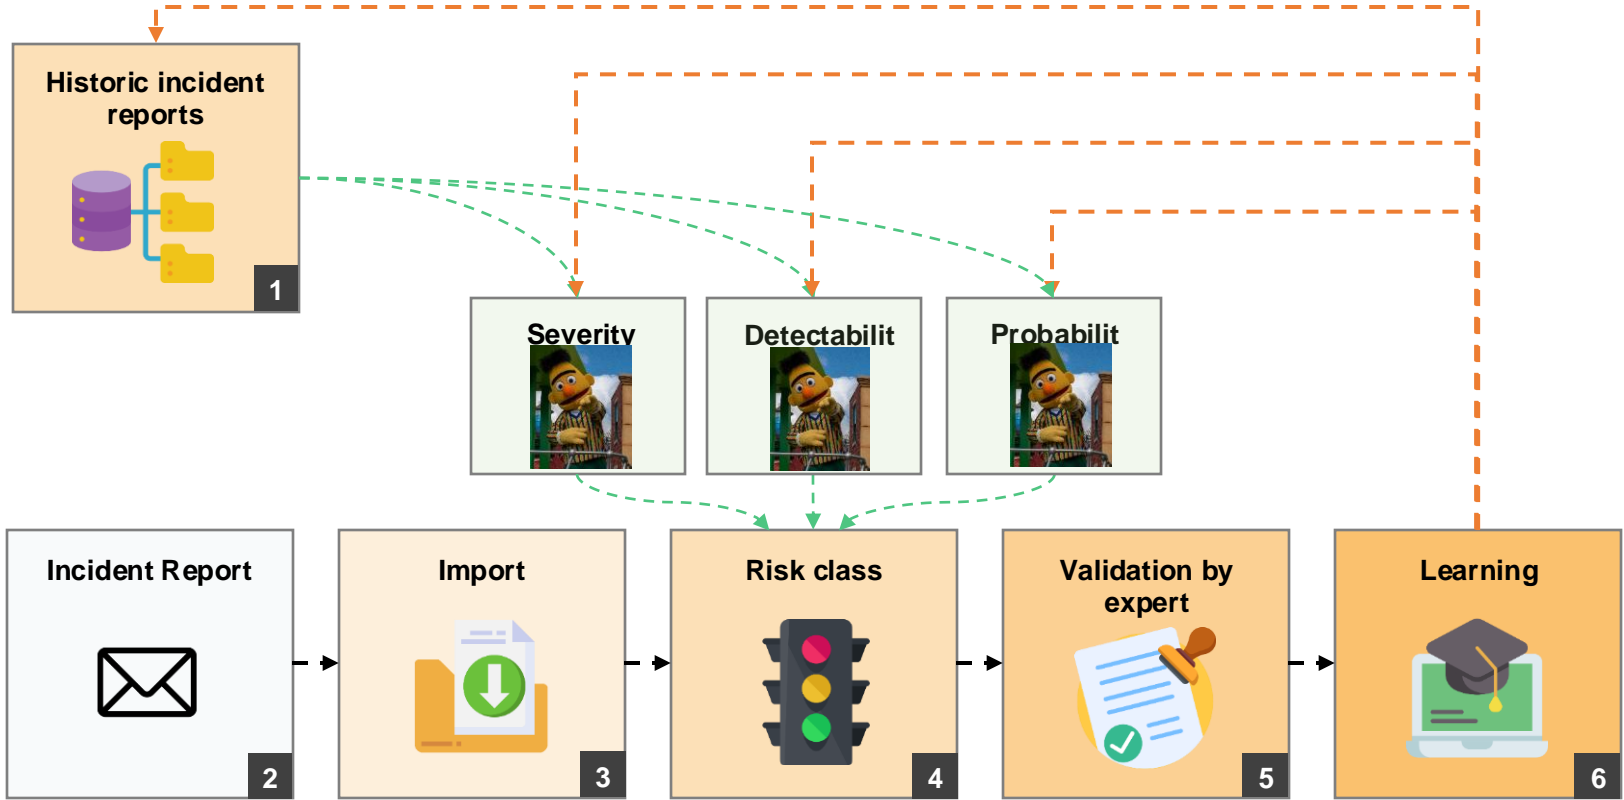 Historic incident
reports
1
Severity
Detectabilit
Probabilit
Incident Report
2
Import
3
Risk class
4
Validation by
expert
5
Learning
6